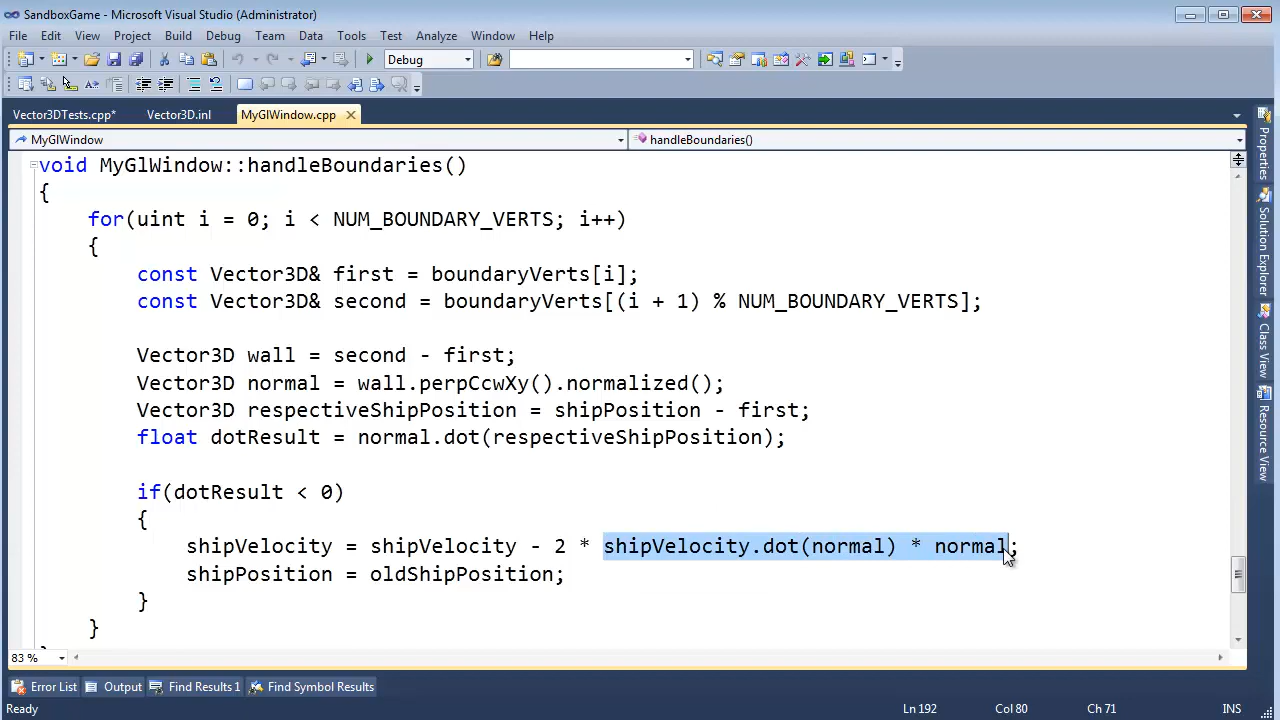 SandboxGame - Microsoft Visual Studio (Administrator)
File Edit View Project Build Debug Team Data Tools Test Analyze Window Help
Debug
Vector3DTests.cpp* Vector3D.inl MyGlWindow.cpp
MyGlWindow handleBoundaries()
void MyGlWindow::handleBoundaries()
{
for(uint i = 0; i < NUM_BOUNDARY_VERTS; i++)
{
const Vector3D& first = boundaryVerts[i];
const Vector3D& second = boundaryVerts[(i + 1) % NUM_BOUNDARY_VERTS];
Vector3D wall = second - first;
Vector3D normal = wall.perpCcwXy().normalized();
Vector3D respectiveShipPosition = shipPosition - first;
float dotResult = normal.dot(respectiveShipPosition);
if(dotResult < 0)
{
shipVelocity = shipVelocity - 2 * shipVelocity.dot(normal) * normal;
shipPosition = oldShipPosition;
}
}
83 %
Error List Output Find Results 1 Find Symbol Results
Ready Ln 192 Col 80 Ch 71 INS
Properties
Solution Explorer
Class View
Resource View